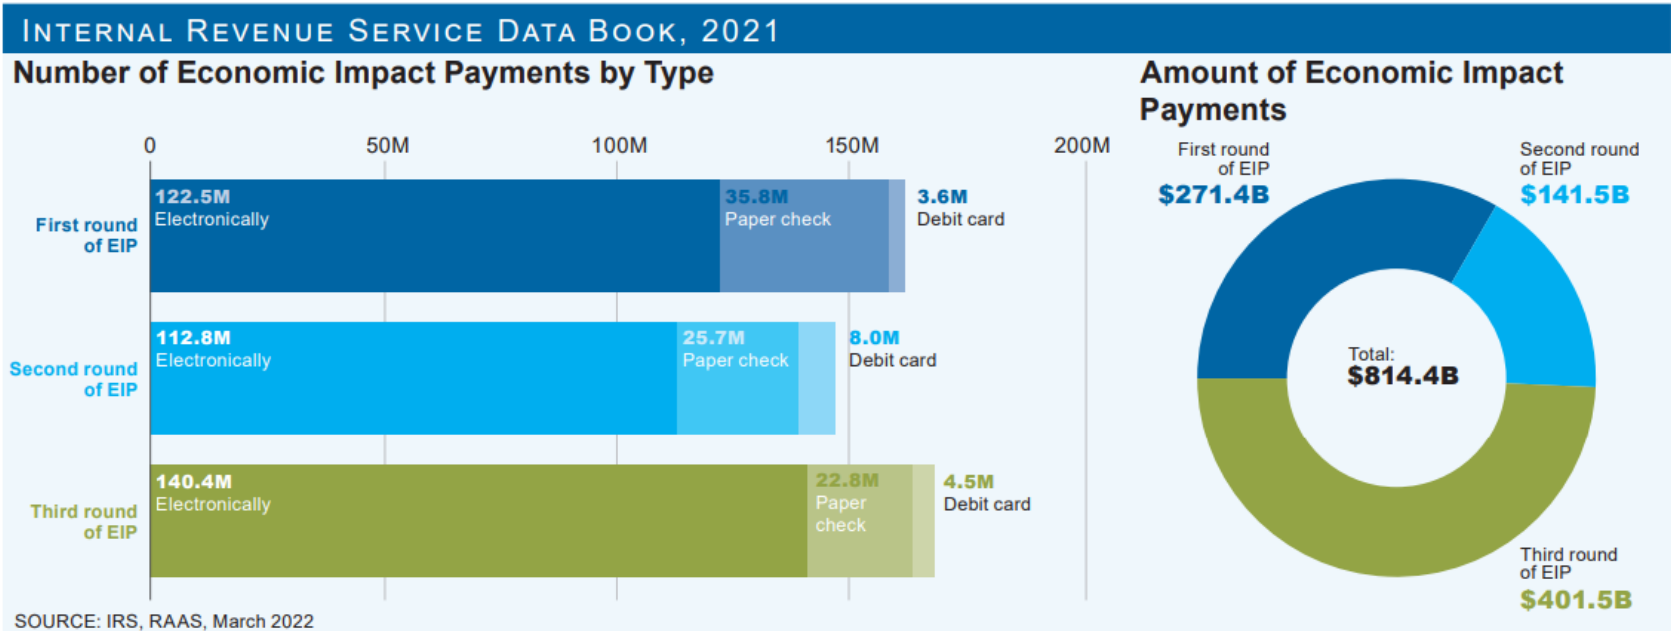 INTERNAL REVENUE SERVICE DATA BOOK, 2021
Number of Economic Impact Payments by Type
0 50M 100M 150M 200M
First round
of EIP
122.5M
Electronically
35.8M
Paper check
3.6M
Debit card
Second round
of EIP
112.8M
Electronically
25.7M
Paper check
8.0M
Debit card
Third round
of EIP
140.4M
Electronically
22.8M
Paper
check
4.5M
Debit card
SOURCE: IRS, RAAS, March 2022
Amount of Economic Impact
Payments
First round
of EIP
$271.4B
Second round
of EIP
$141.5B
Total:
$814.4B
Third round
of EIP
$401.5B